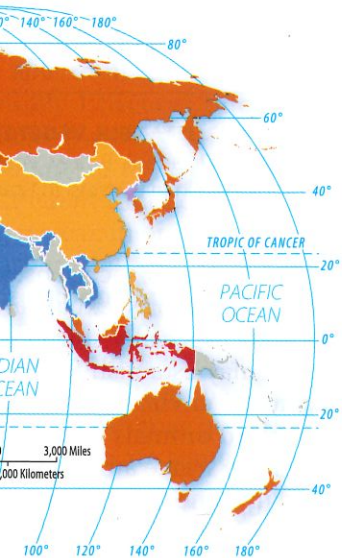 0° 140° 160° 180°
80°
60°
40°
TROPIC OF CANCER
20°
PACIFIC
OCEAN
0°
DIAN
CEAN
20°
3,000 Miles
,000 Kilometers
40°
100° 120° 140° 160° 180°